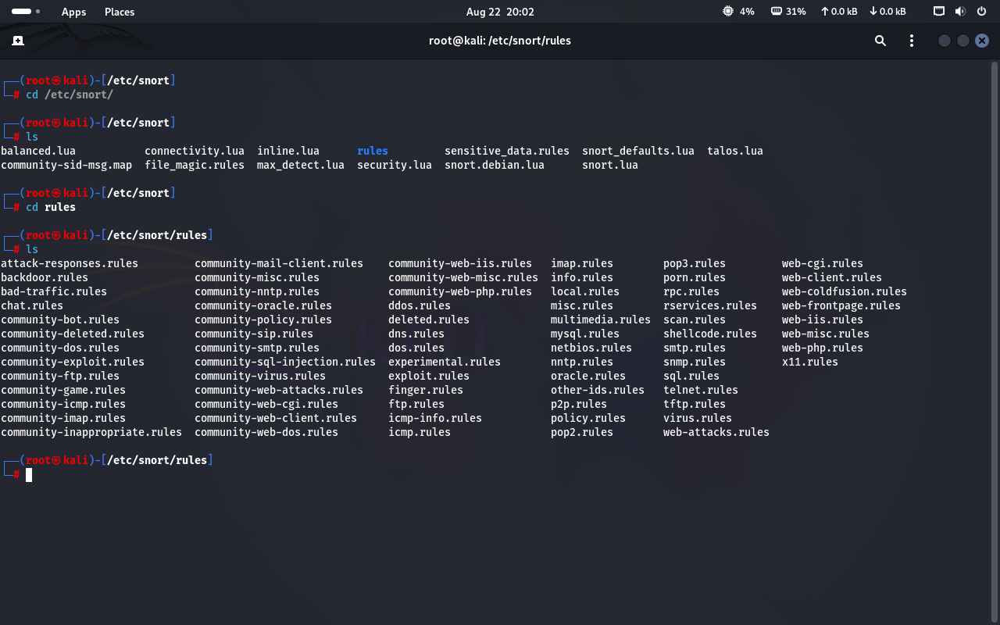 Apps Places Aug 22 20:02 4% 31% 0.0 kB 0.0 kB
root@kali: /etc/snort/rules
(root㉿kali)-[/etc/snort]
# cd /etc/snort/
(root㉿kali)-[/etc/snort]
# ls
balanced.lua connectivity.lua inline.lua rules sensitive_data.rules snort_defaults.lua talos.lua
community-sid-msg.map file_magic.rules max_detect.lua security.lua snort.debian.lua snort.lua
(root㉿kali)-[/etc/snort]
# cd rules
(root㉿kali)-[/etc/snort/rules]
# ls
attack-responses.rules community-mail-client.rules community-web-iis.rules imap.rules pop3.rules web-cgi.rules
backdoor.rules community-misc.rules community-web-misc.rules info.rules porn.rules web-client.rules
bad-traffic.rules community-nntp.rules community-web-php.rules local.rules rpc.rules web-coldfusion.rules
chat.rules community-oracle.rules ddos.rules misc.rules rservices.rules web-frontpage.rules
community-bot.rules community-policy.rules deleted.rules multimedia.rules scan.rules web-iis.rules
community-deleted.rules community-sip.rules dns.rules mysql.rules shellcode.rules web-misc.rules
community-dos.rules community-smtp.rules dos.rules netbios.rules smtp.rules web-php.rules
community-exploit.rules community-sql-injection.rules experimental.rules nntp.rules snmp.rules x11.rules
community-ftp.rules community-virus.rules exploit.rules oracle.rules sql.rules
community-game.rules community-web-attacks.rules finger.rules other-ids.rules telnet.rules
community-icmp.rules community-web-cgi.rules ftp.rules p2p.rules tftp.rules
community-imap.rules community-web-client.rules icmp-info.rules policy.rules virus.rules
community-inappropriate.rules community-web-dos.rules icmp.rules pop2.rules web-attacks.rules
(root㉿kali)-[/etc/snort/rules]
#